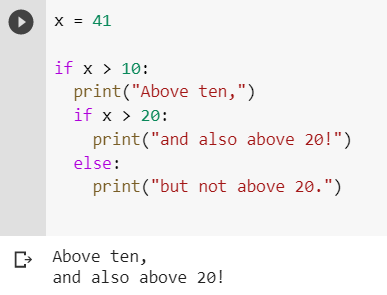 x = 41
if x > 10:
  print("Above ten,")
  if x > 20:
    print("and also above 20!")
  else:
    print("but not above 20.")
Above ten,
and also above 20!